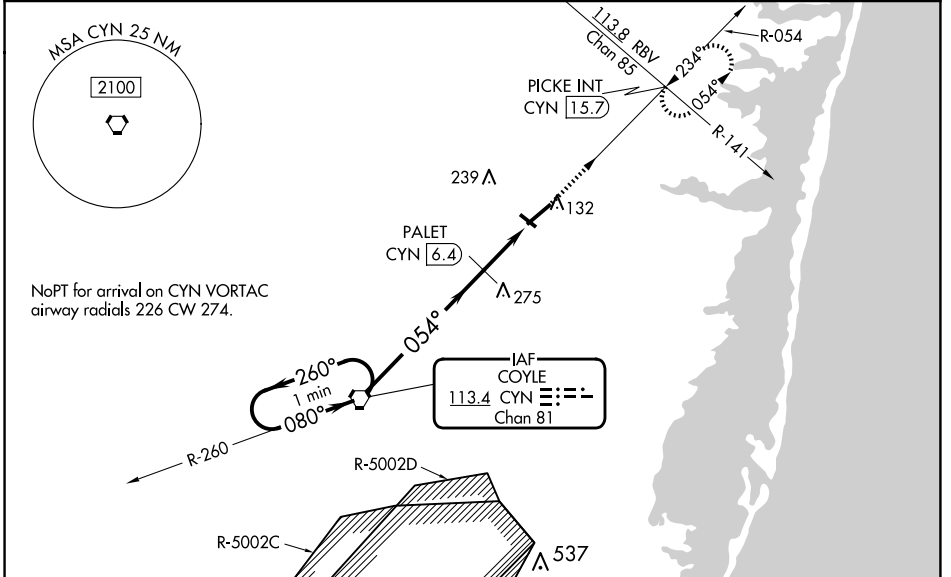 MSA CYN 25 NM
2100
113.8 RBV
Chan 85
R-054
234°
054°
PICKE INT
CYN 15.7
R-141
239
132
PALET
CYN 6.4
275
NoPT for arrival on CYN VORTAC
airway radials 226 CW 274.
054°
260°
1 min
080°
IAF
COYLE
113.4 CYN
Chan 81
R-260
R-5002D
R-5002C
537